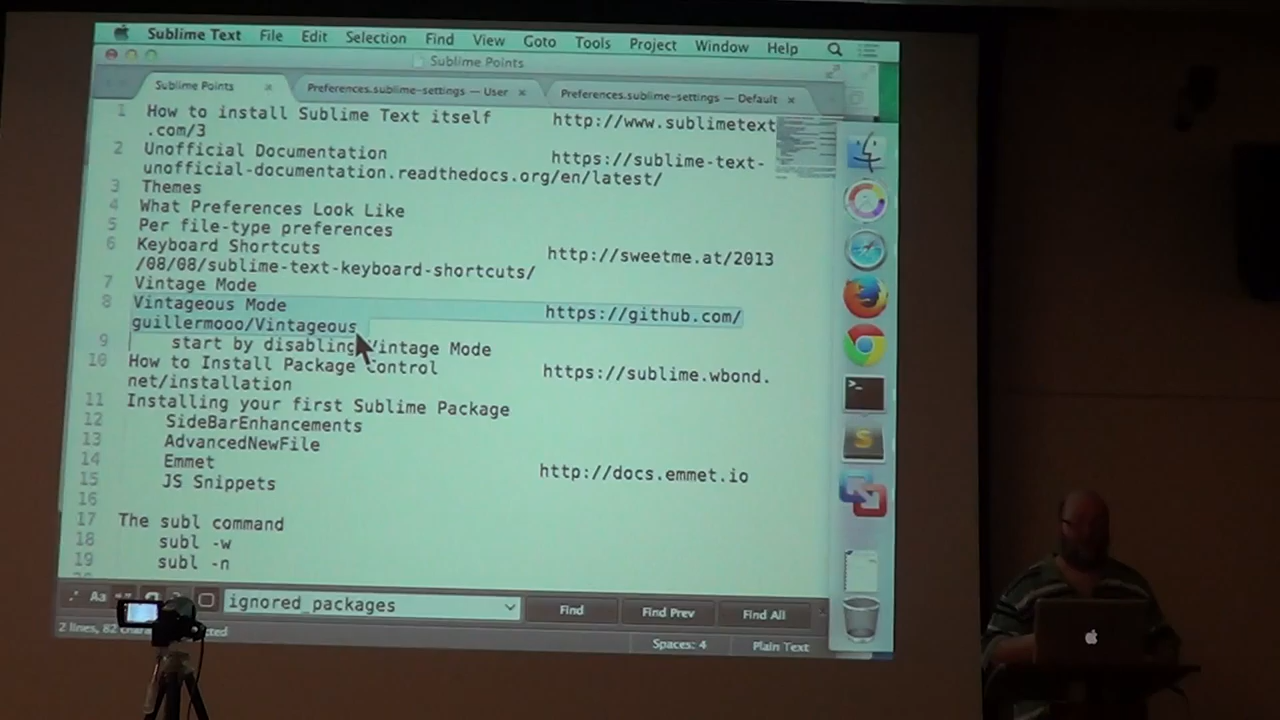 Sublime Text File Edit Selection Find View Goto Tools Project Window Help
Sublime Points
Sublime Points Preferences.sublime-settings — User Preferences.sublime-settings — Default
1 How to install Sublime Text itself http://www.sublimetext
.com/3
2 Unofficial Documentation https://sublime-text-
unofficial-documentation.readthedocs.org/en/latest/
3 Themes
4 What Preferences Look Like
5 Per file-type preferences
6 Keyboard Shortcuts http://sweetme.at/2013
/08/08/sublime-text-keyboard-shortcuts/
7 Vintage Mode
8 Vintageous Mode https://github.com/
guillermooo/Vintageous
9 start by disabling Vintage Mode
10 How to Install Package Control https://sublime.wbond.
net/installation
11 Installing your first Sublime Package
12 SideBarEnhancements
13 AdvancedNewFile
14 Emmet http://docs.emmet.io
15 JS Snippets
16
17 The subl command
18 subl -w
19 subl -n
Aa ignored_packages Find Find Prev Find All
2 lines, 82 Spaces: 4 Plain Text